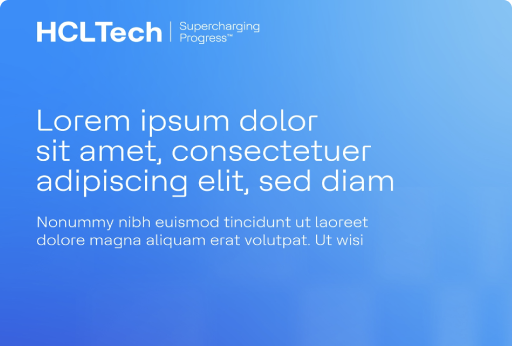 HCLTech | Supercharging
Progress™
Lorem ipsum dolor
sit amet, consectetuer
adipiscing elit, sed diam
Nonummy nibh euismod tincidunt ut laoreet
dolore magna aliquam erat volutpat. Ut wisi